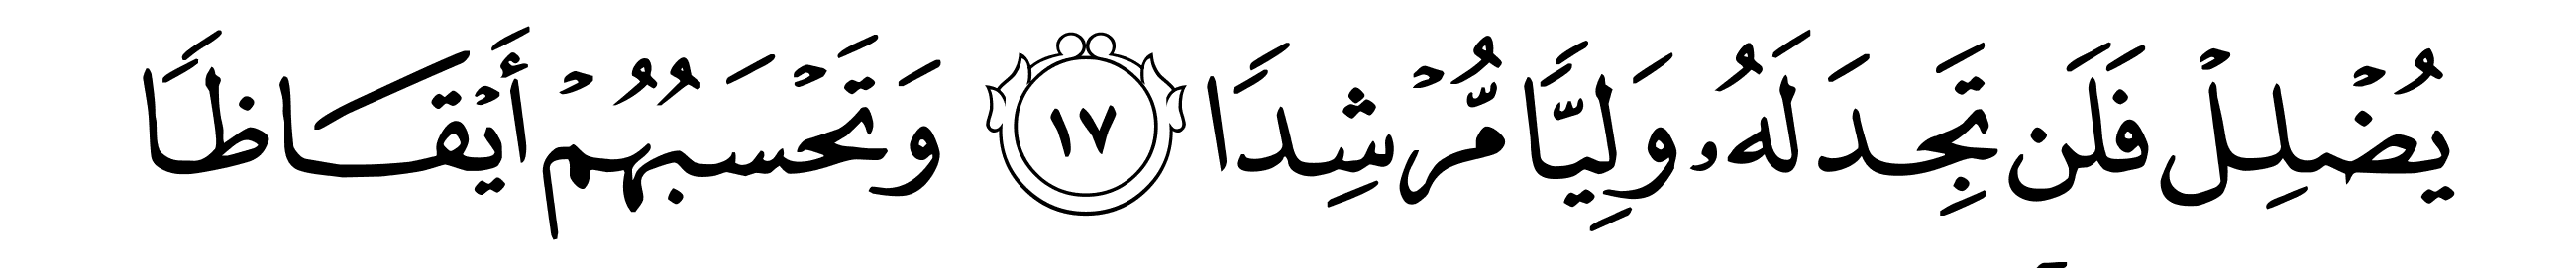 يُضْلِلْ فَلَن تَجِدَ لَهُۥ وَلِيًّا مُّرْشِدًا ١٧ وَتَحْسَبُهُمْ أَيْقَاظًا